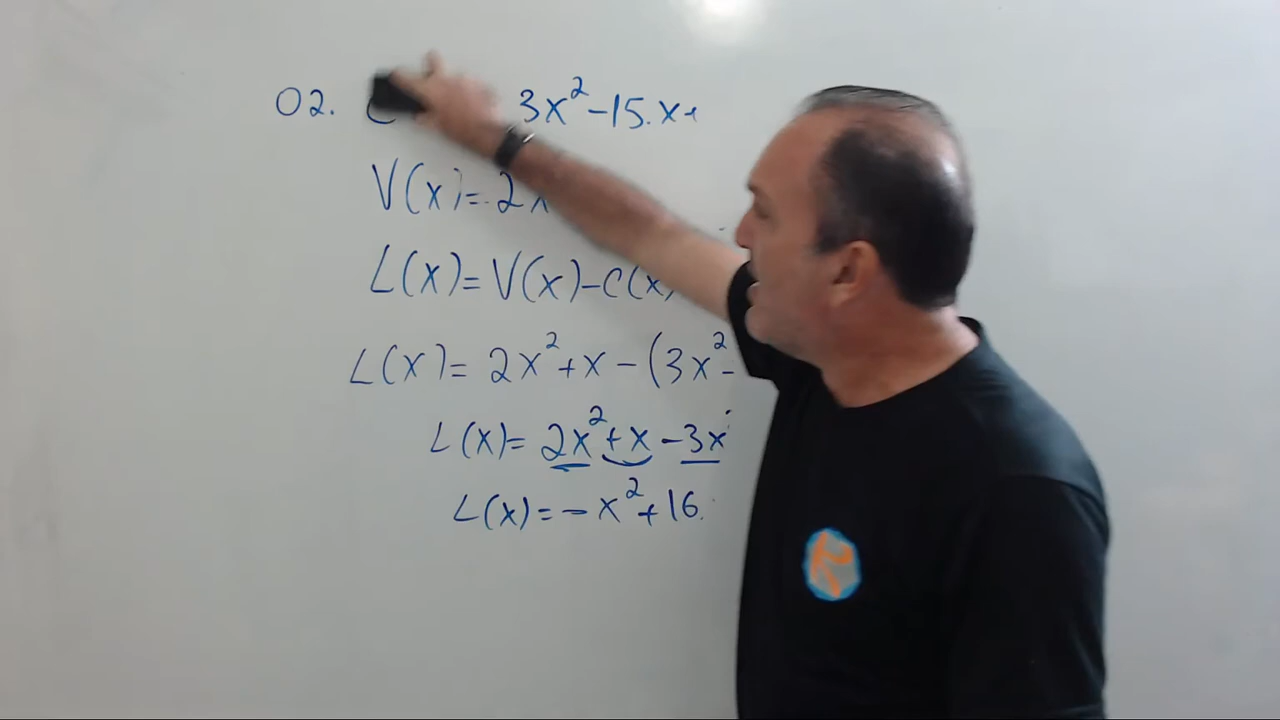 02. C 3x² - 15.x +
V(x) = 2x
L(x) = V(x) - C(x)
L(x) = 2x² + x - (3x² -
L(x) = 2x² + x - 3x
L(x) = - x² + 16.